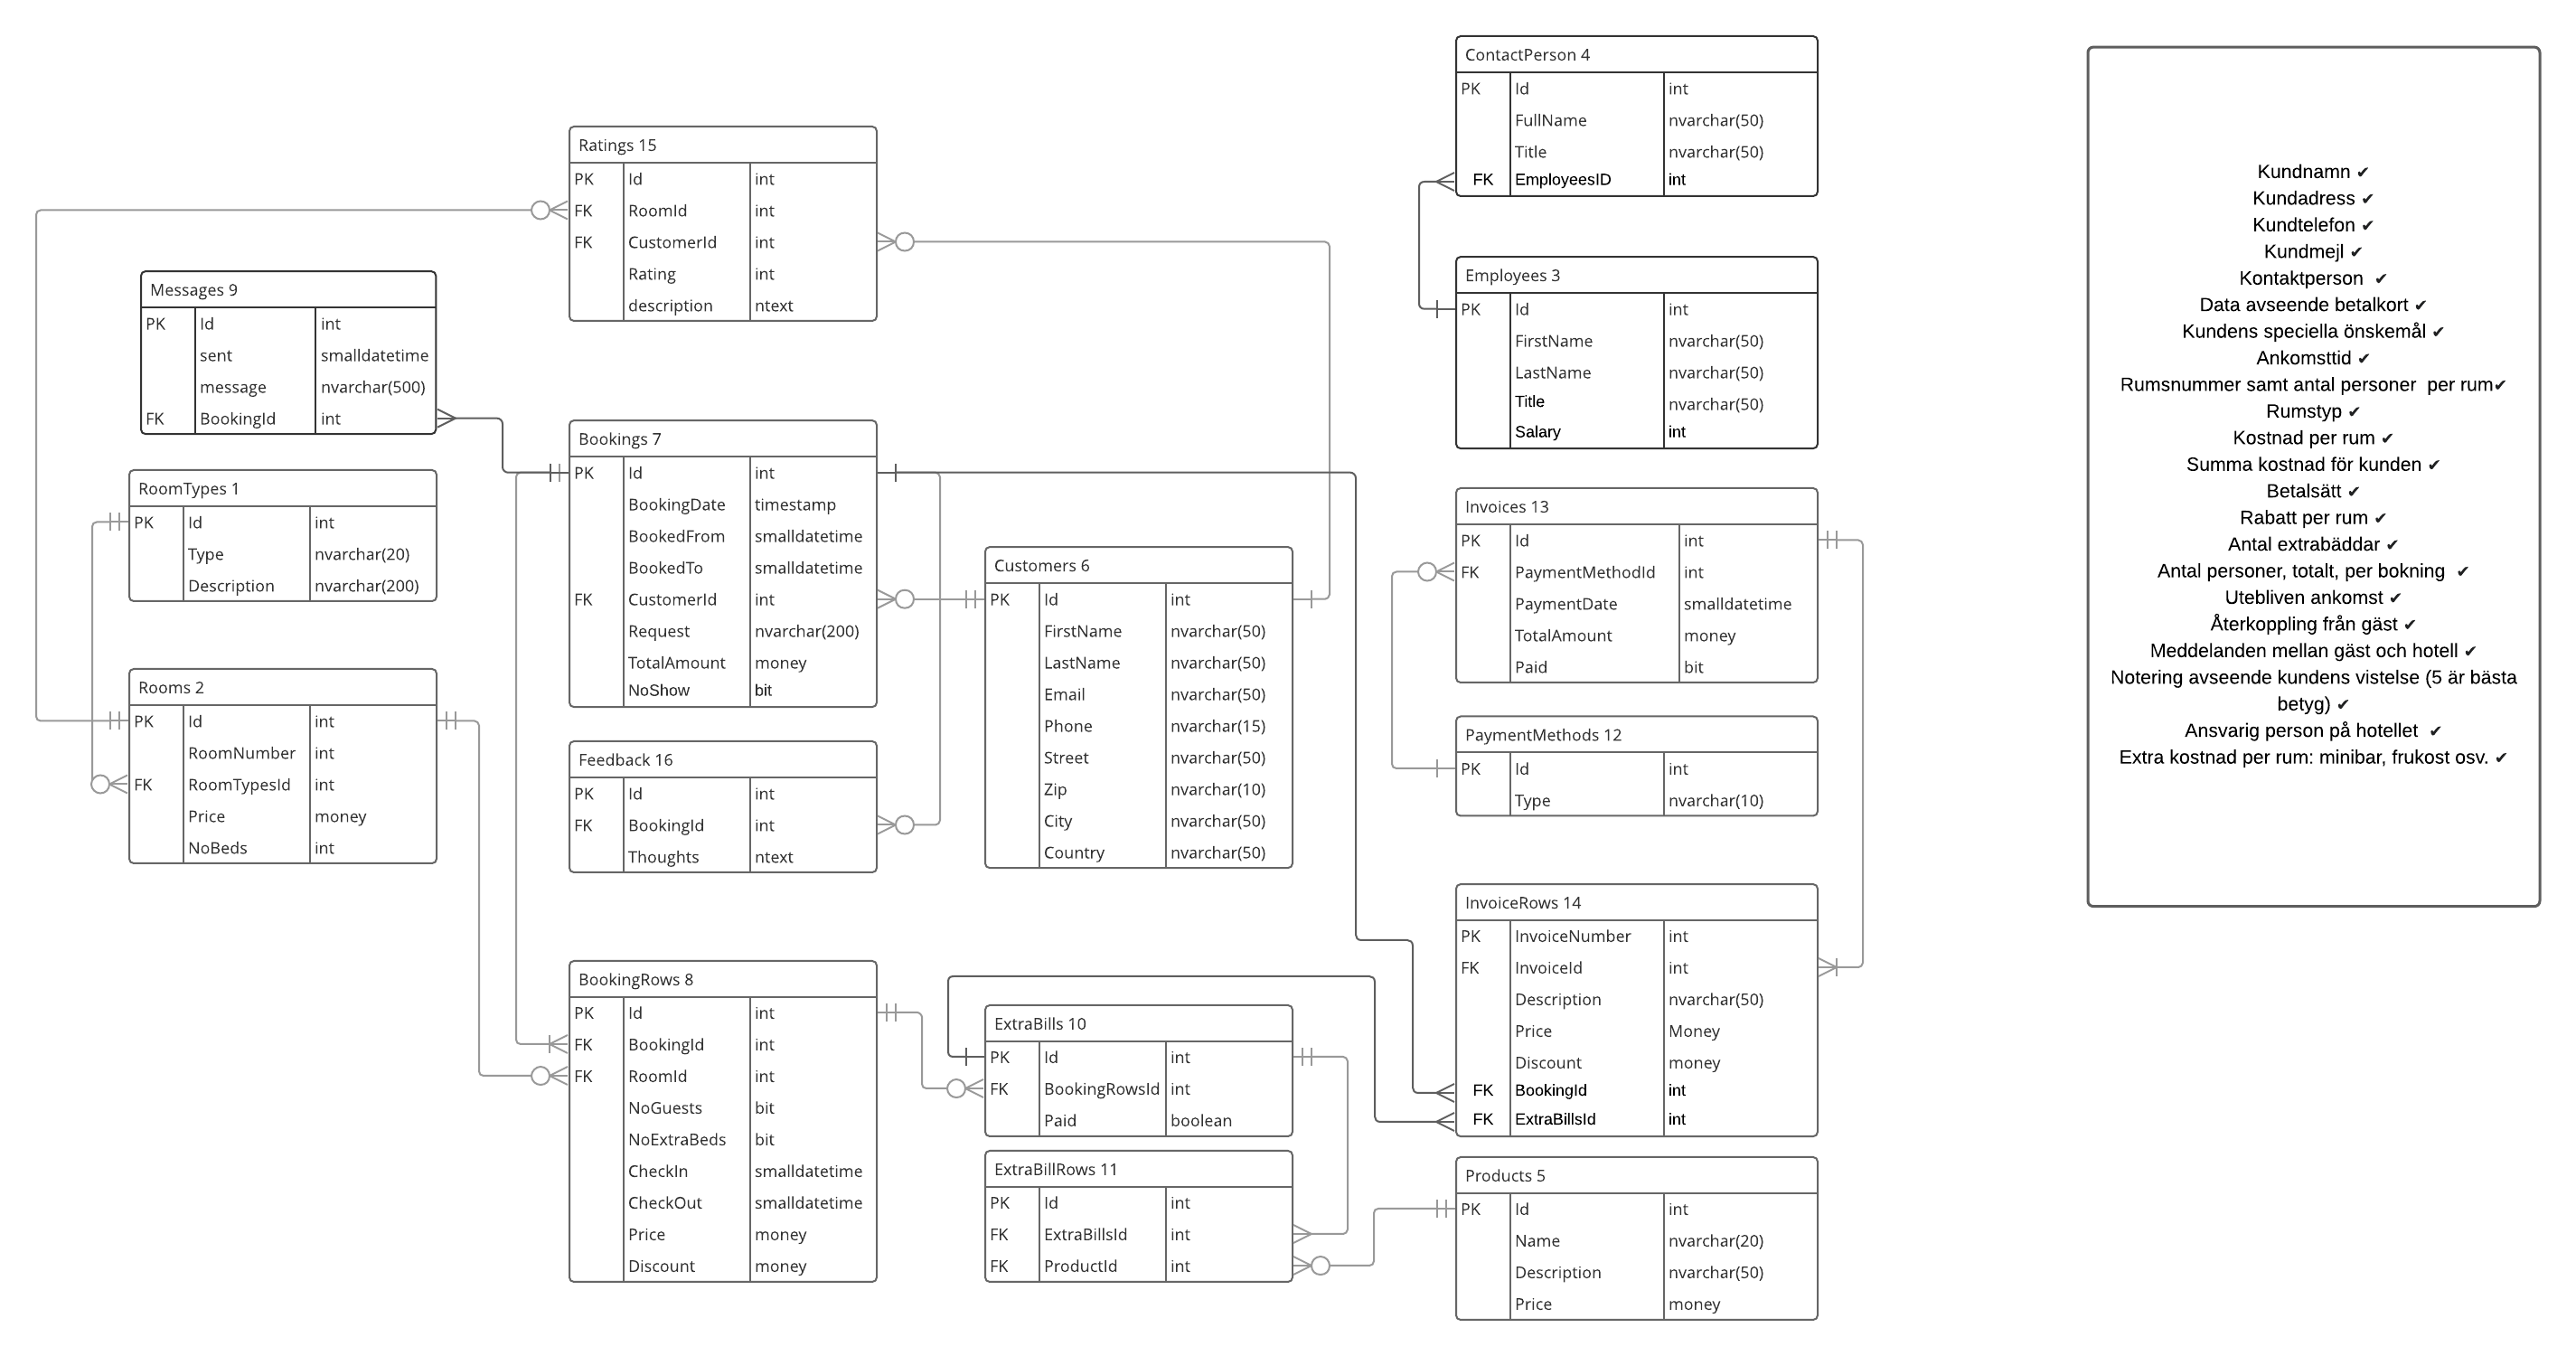 ContactPerson 4
PK Id int
FullName nvarchar(50)
Title nvarchar(50)
FK EmployeesID int
Ratings 15
PK Id int
FK RoomId int
FK CustomerId int
Rating int
description ntext
Employees 3
PK Id int
FirstName nvarchar(50)
LastName nvarchar(50)
Title nvarchar(50)
Salary int
Messages 9
PK Id int
sent smalldatetime
message nvarchar(500)
FK BookingId int
Bookings 7
PK Id int
BookingDate timestamp
BookedFrom smalldatetime
BookedTo smalldatetime
FK CustomerId int
Request nvarchar(200)
TotalAmount money
NoShow bit
RoomTypes 1
PK Id int
Type nvarchar(20)
Description nvarchar(200)
Invoices 13
PK Id int
FK PaymentMethodId int
PaymentDate smalldatetime
TotalAmount money
Paid bit
Customers 6
PK Id int
FirstName nvarchar(50)
LastName nvarchar(50)
Email nvarchar(50)
Phone nvarchar(15)
Street nvarchar(50)
Zip nvarchar(10)
City nvarchar(50)
Country nvarchar(50)
Rooms 2
PK Id int
RoomNumber int
FK RoomTypesId int
Price money
NoBeds int
PaymentMethods 12
PK Id int
Type nvarchar(10)
Feedback 16
PK Id int
FK BookingId int
Thoughts ntext
InvoiceRows 14
PK InvoiceNumber int
FK InvoiceId int
Description nvarchar(50)
Price Money
Discount money
FK BookingId int
FK ExtraBillsId int
BookingRows 8
PK Id int
FK BookingId int
FK RoomId int
NoGuests bit
NoExtraBeds bit
CheckIn smalldatetime
CheckOut smalldatetime
Price money
Discount money
ExtraBills 10
PK Id int
FK BookingRowsId int
Paid boolean
ExtraBillRows 11
PK Id int
FK ExtraBillsId int
FK ProductId int
Products 5
PK Id int
Name nvarchar(20)
Description nvarchar(50)
Price money
Kundnamn ✔
Kundadress ✔
Kundtelefon ✔
Kundmejl ✔
Kontaktperson ✔
Data avseende betalkort ✔
Kundens speciella önskemål ✔
Ankomsttid ✔
Rumsnummer samt antal personer per rum✔
Rumstyp ✔
Kostnad per rum ✔
Summa kostnad för kunden ✔
Betalsätt ✔
Rabatt per rum ✔
Antal extrabäddar ✔
Antal personer, totalt, per bokning ✔
Utebliven ankomst ✔
Återkoppling från gäst ✔
Meddelanden mellan gäst och hotell ✔
Notering avseende kundens vistelse (5 är bästa
betyg) ✔
Ansvarig person på hotellet ✔
Extra kostnad per rum: minibar, frukost osv. ✔